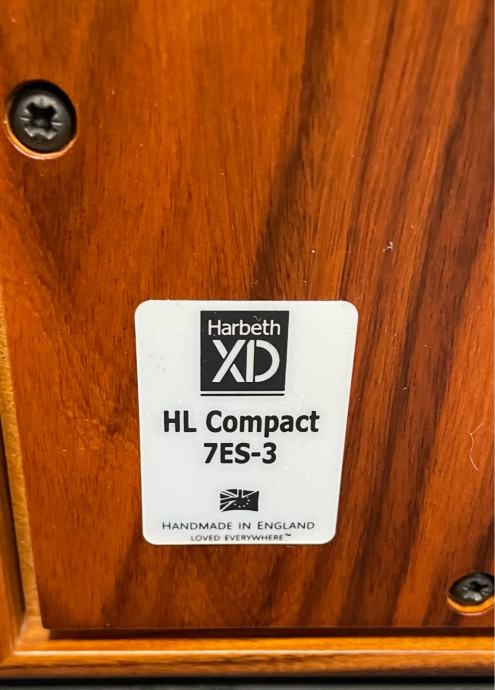 Harbeth
XD
HL Compact
7ES-3
HANDMADE IN ENGLAND
LOVED EVERYWHERE™